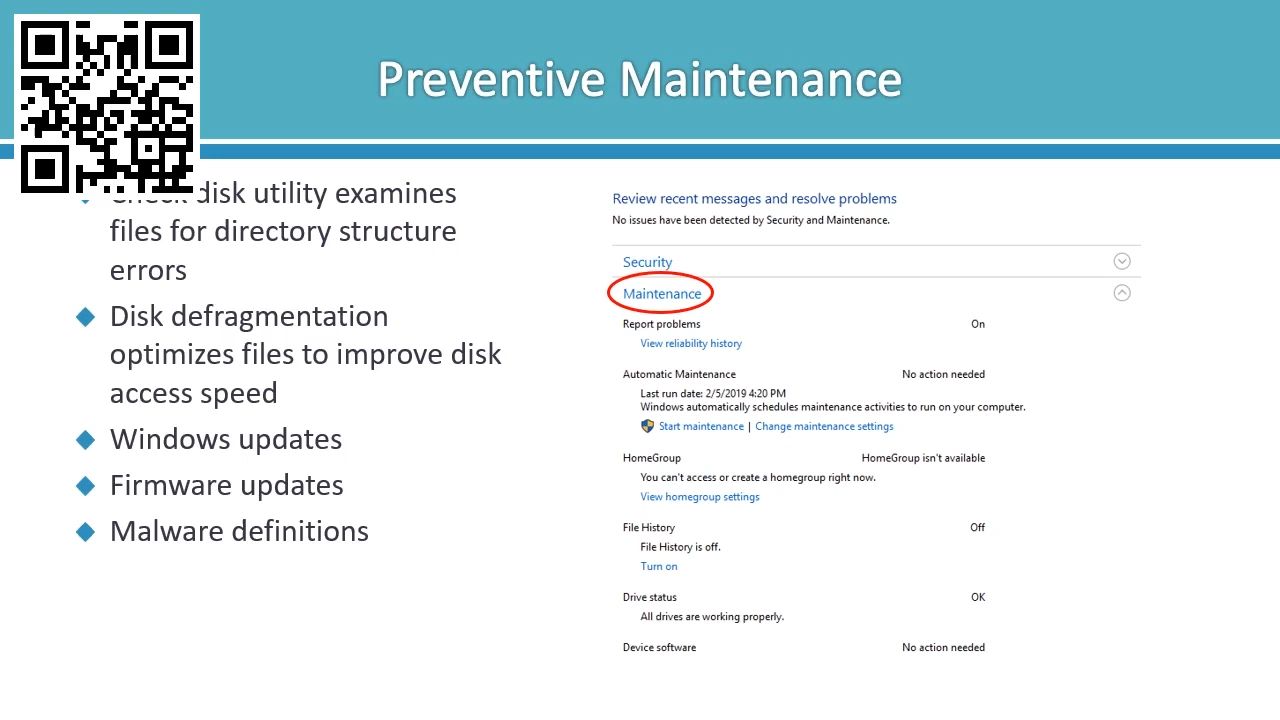 Preventive Maintenance
disk utility examines
files for directory structure
errors
Disk defragmentation
optimizes files to improve disk
access speed
Windows updates
Firmware updates
Malware definitions
Review recent messages and resolve problems
No issues have been detected by Security and Maintenance.
Security
Maintenance
Report problems On
View reliability history
Automatic Maintenance No action needed
Last run date: 2/5/2019 4:20 PM
Windows automatically schedules maintenance activities to run on your computer.
Start maintenance | Change maintenance settings
HomeGroup HomeGroup isn't available
You can't access or create a homegroup right now.
View homegroup settings
File History Off
File History is off.
Turn on
Drive status OK
All drives are working properly.
Device software No action needed